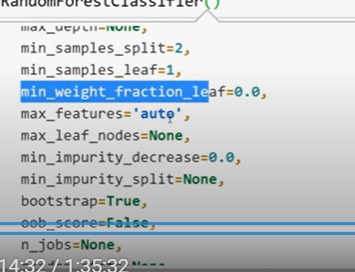 RandomForestClassifier()
max_depth=None,
min_samples_split=2,
min_samples_leaf=1,
min_weight_fraction_leaf=0.0,
max_features='auto',
max_leaf_nodes=None,
min_impurity_decrease=0.0,
min_impurity_split=None,
bootstrap=True,
oob_score=False,
n_jobs=None,
14:32 / 1:35:32